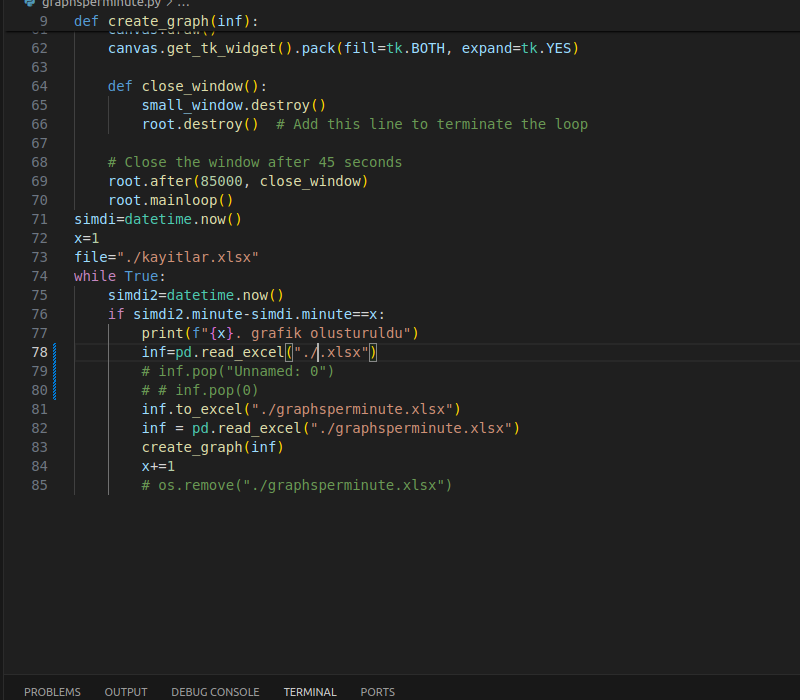 graphsperminute.py > ...
9 def create_graph(inf):
61 canvas.draw()
62 canvas.get_tk_widget().pack(fill=tk.BOTH, expand=tk.YES)
63
64 def close_window():
65 small_window.destroy()
66 root.destroy()  # Add this line to terminate the loop
67
68 # Close the window after 45 seconds
69 root.after(85000, close_window)
70 root.mainloop()
71 simdi=datetime.now()
72 x=1
73 file="./kayitlar.xlsx"
74 while True:
75 simdi2=datetime.now()
76 if simdi2.minute-simdi.minute==x:
77 print(f"{x}. grafik olusturuldu")
78 inf=pd.read_excel("./.xlsx")
79 # inf.pop("Unnamed: 0")
80 # # inf.pop(0)
81 inf.to_excel("./graphsperminute.xlsx")
82 inf = pd.read_excel("./graphsperminute.xlsx")
83 create_graph(inf)
84 x+=1
85 # os.remove("./graphsperminute.xlsx")
PROBLEMS OUTPUT DEBUG CONSOLE TERMINAL PORTS